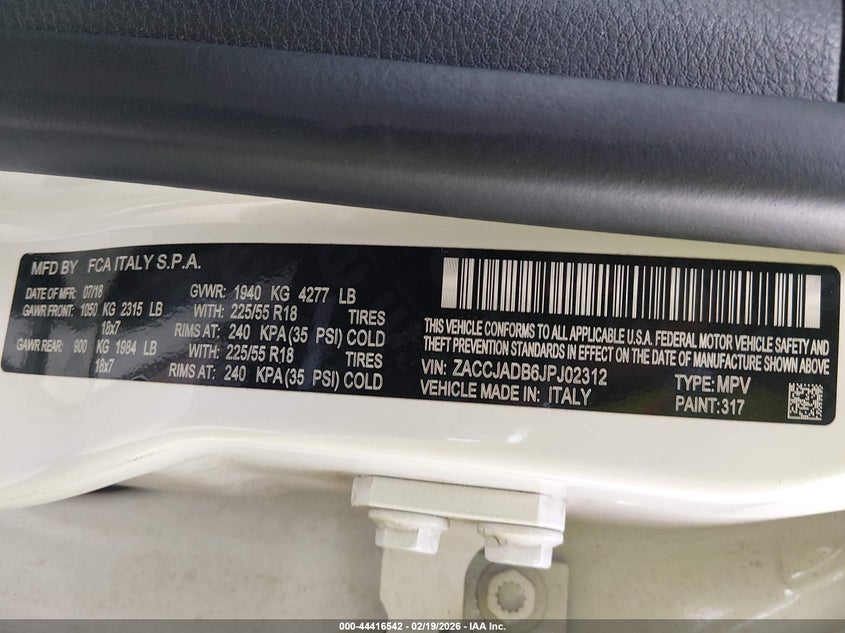 MFD BY FCA ITALY S.P.A.
DATE OF MFR: 07/18 GVWR: 1940 KG 4277 LB
GAWR FRONT: 1050 KG 2315 LB WITH: 225/55 R18 TIRES
18x7 RIMS AT: 240 KPA (35 PSI) COLD
GAWR REAR: 900 KG 1984 LB WITH: 225/55 R18 TIRES
18x7 RIMS AT: 240 KPA (35 PSI) COLD
THIS VEHICLE CONFORMS TO ALL APPLICABLE U.S.A. FEDERAL MOTOR VEHICLE SAFETY AND
THEFT PREVENTION STANDARDS IN EFFECT ON THE DATE OF MANUFACTURE SHOWN ABOVE
VIN: ZACCJADB6JPJ02312 TYPE: MPV
VEHICLE MADE IN: ITALY PAINT: 317
000-44416542 - 02/19/2026 - IAA Inc.